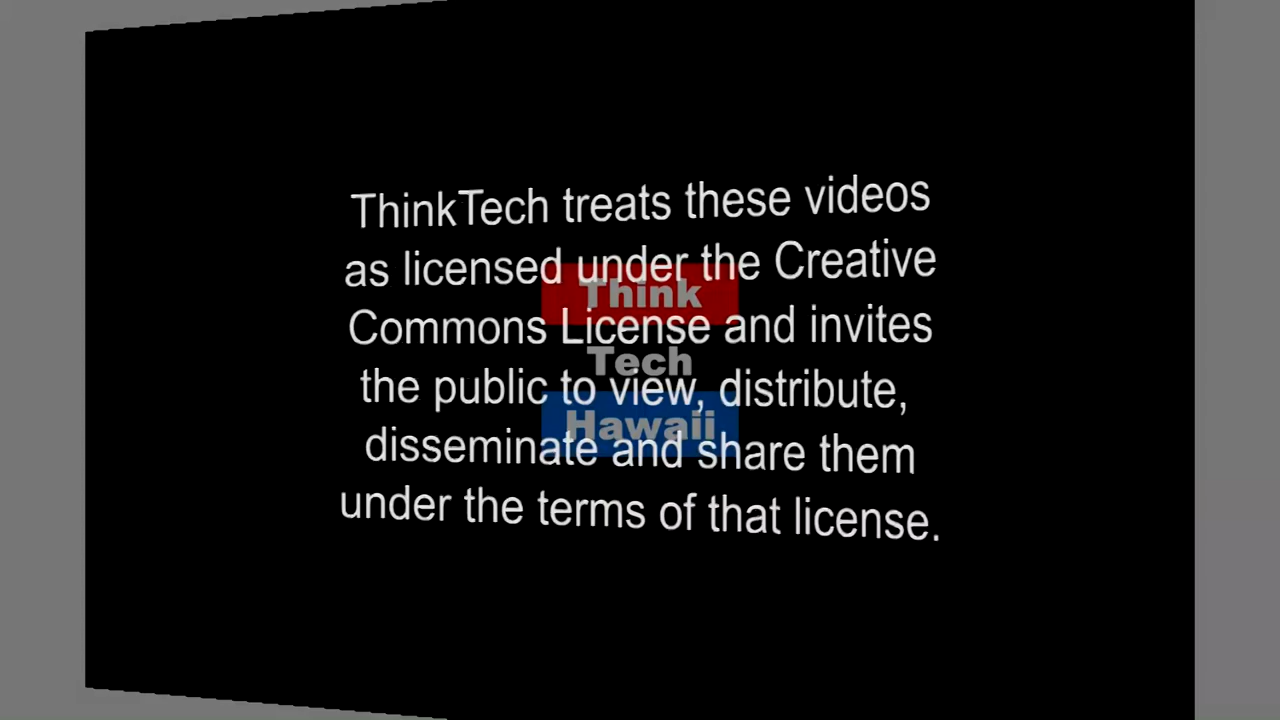 ThinkTech treats these videos
as licensed under the Creative
Think
Commons License and invites
Tech
the public to view, distribute,
Hawaii
disseminate and share them
under the terms of that license.